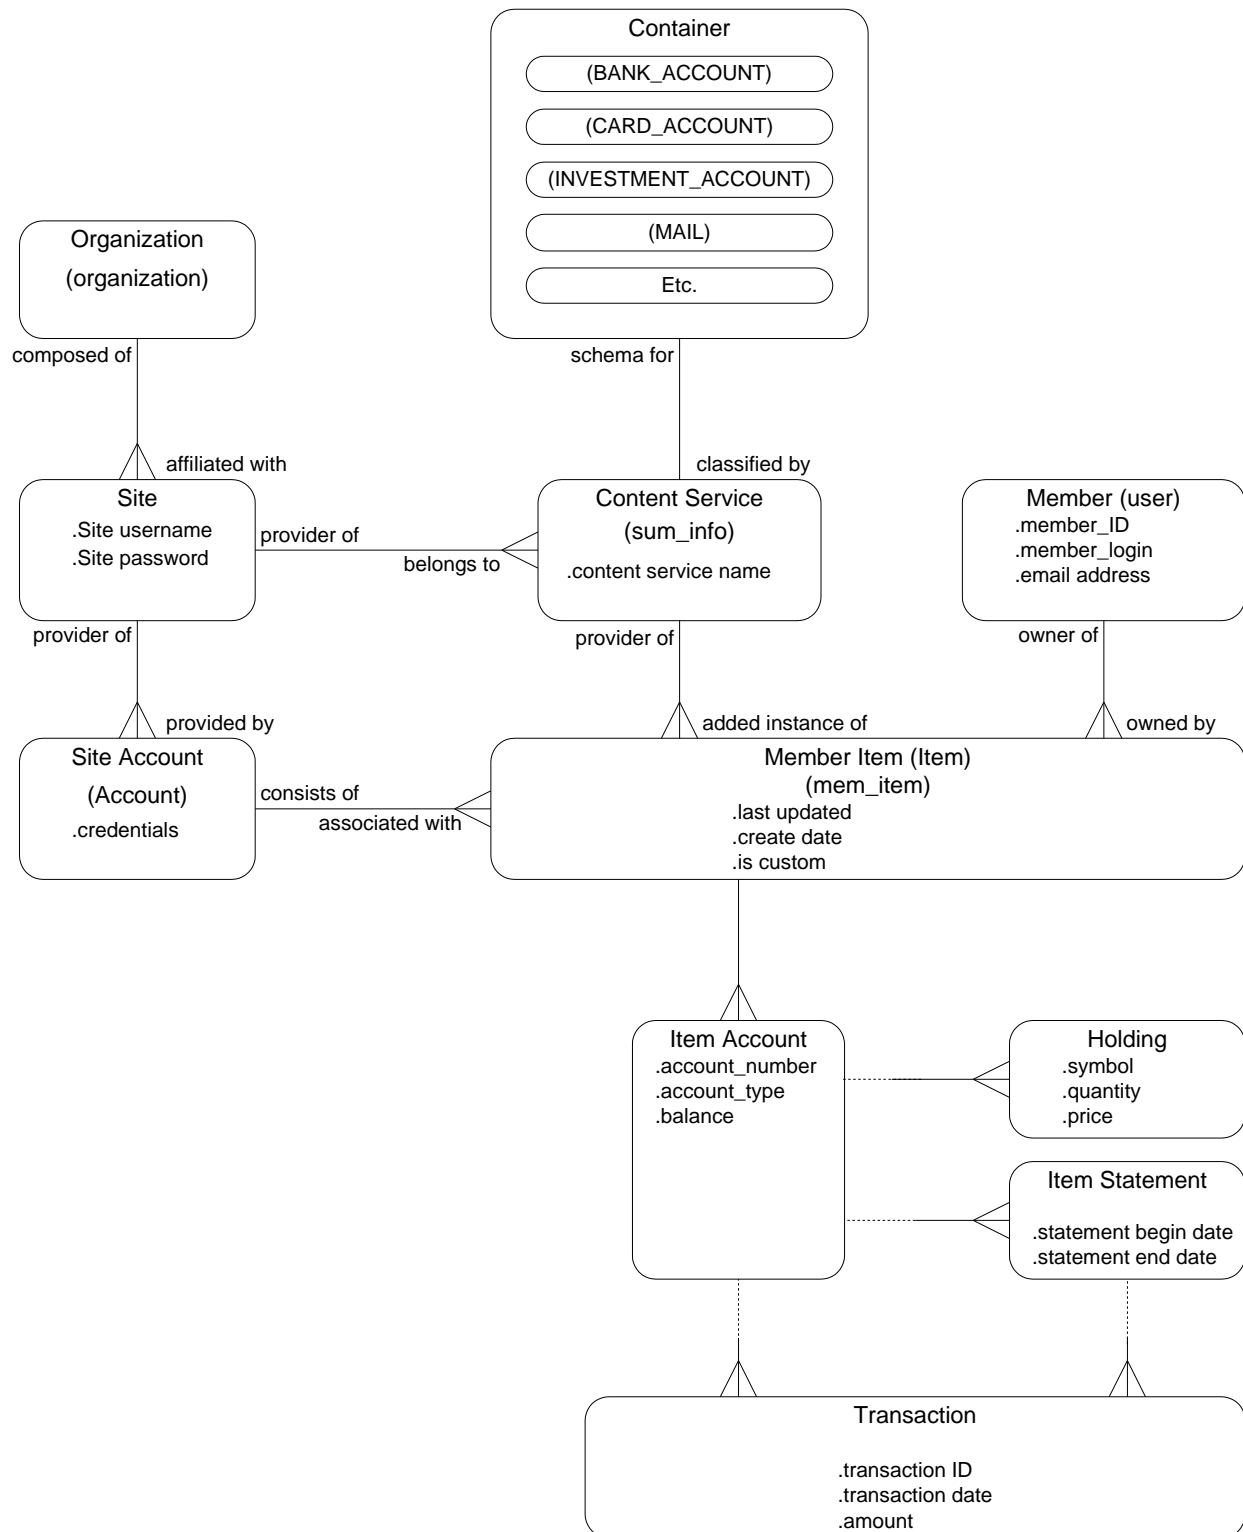 Container
(BANK_ACCOUNT)
(CARD_ACCOUNT)
(INVESTMENT_ACCOUNT)
(MAIL)
Etc.
Organization
(organization)
composed of
schema for
affiliated with
classified by
Site
.Site username
.Site password
provider of
belongs to
Content Service
(sum_info)
.content service name
Member (user)
.member_ID
.member_login
.email address
provider of
provider of
owner of
provided by
added instance of
owned by
Site Account
(Account)
.credentials
consists of
associated with
Member Item (Item)
(mem_item)
.last updated
.create date
.is custom
Item Account
.account_number
.account_type
.balance
Holding
.symbol
.quantity
.price
Item Statement
.statement begin date
.statement end date
Transaction
.transaction ID
.transaction date
.amount